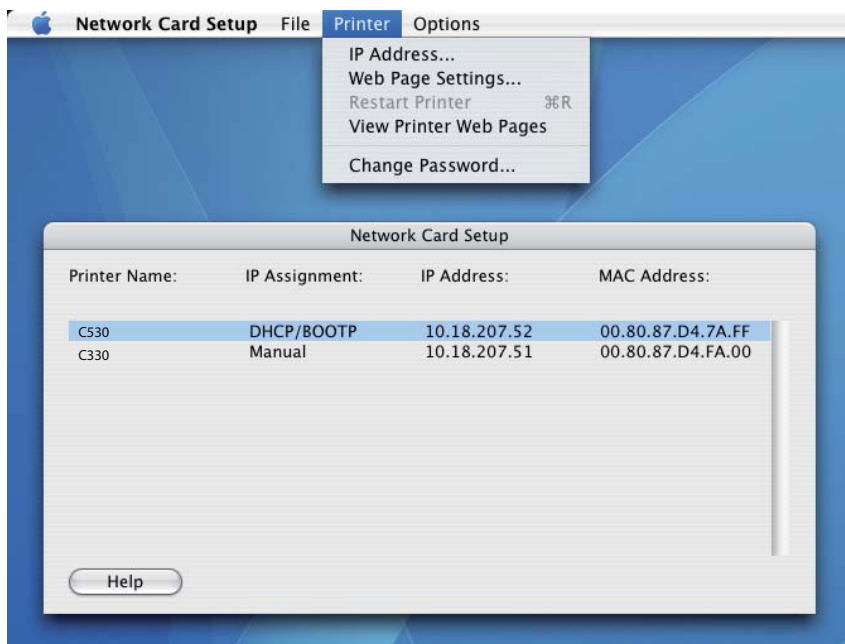 Network Card Setup File Printer Options
IP Address...
Web Page Settings...
Restart Printer ⌘R
View Printer Web Pages
Change Password...
Network Card Setup
Printer Name: IP Assignment: IP Address: MAC Address:
C530 DHCP/BOOTP 10.18.207.52 00.80.87.D4.7A.FF
C330 Manual 10.18.207.51 00.80.87.D4.FA.00
Help